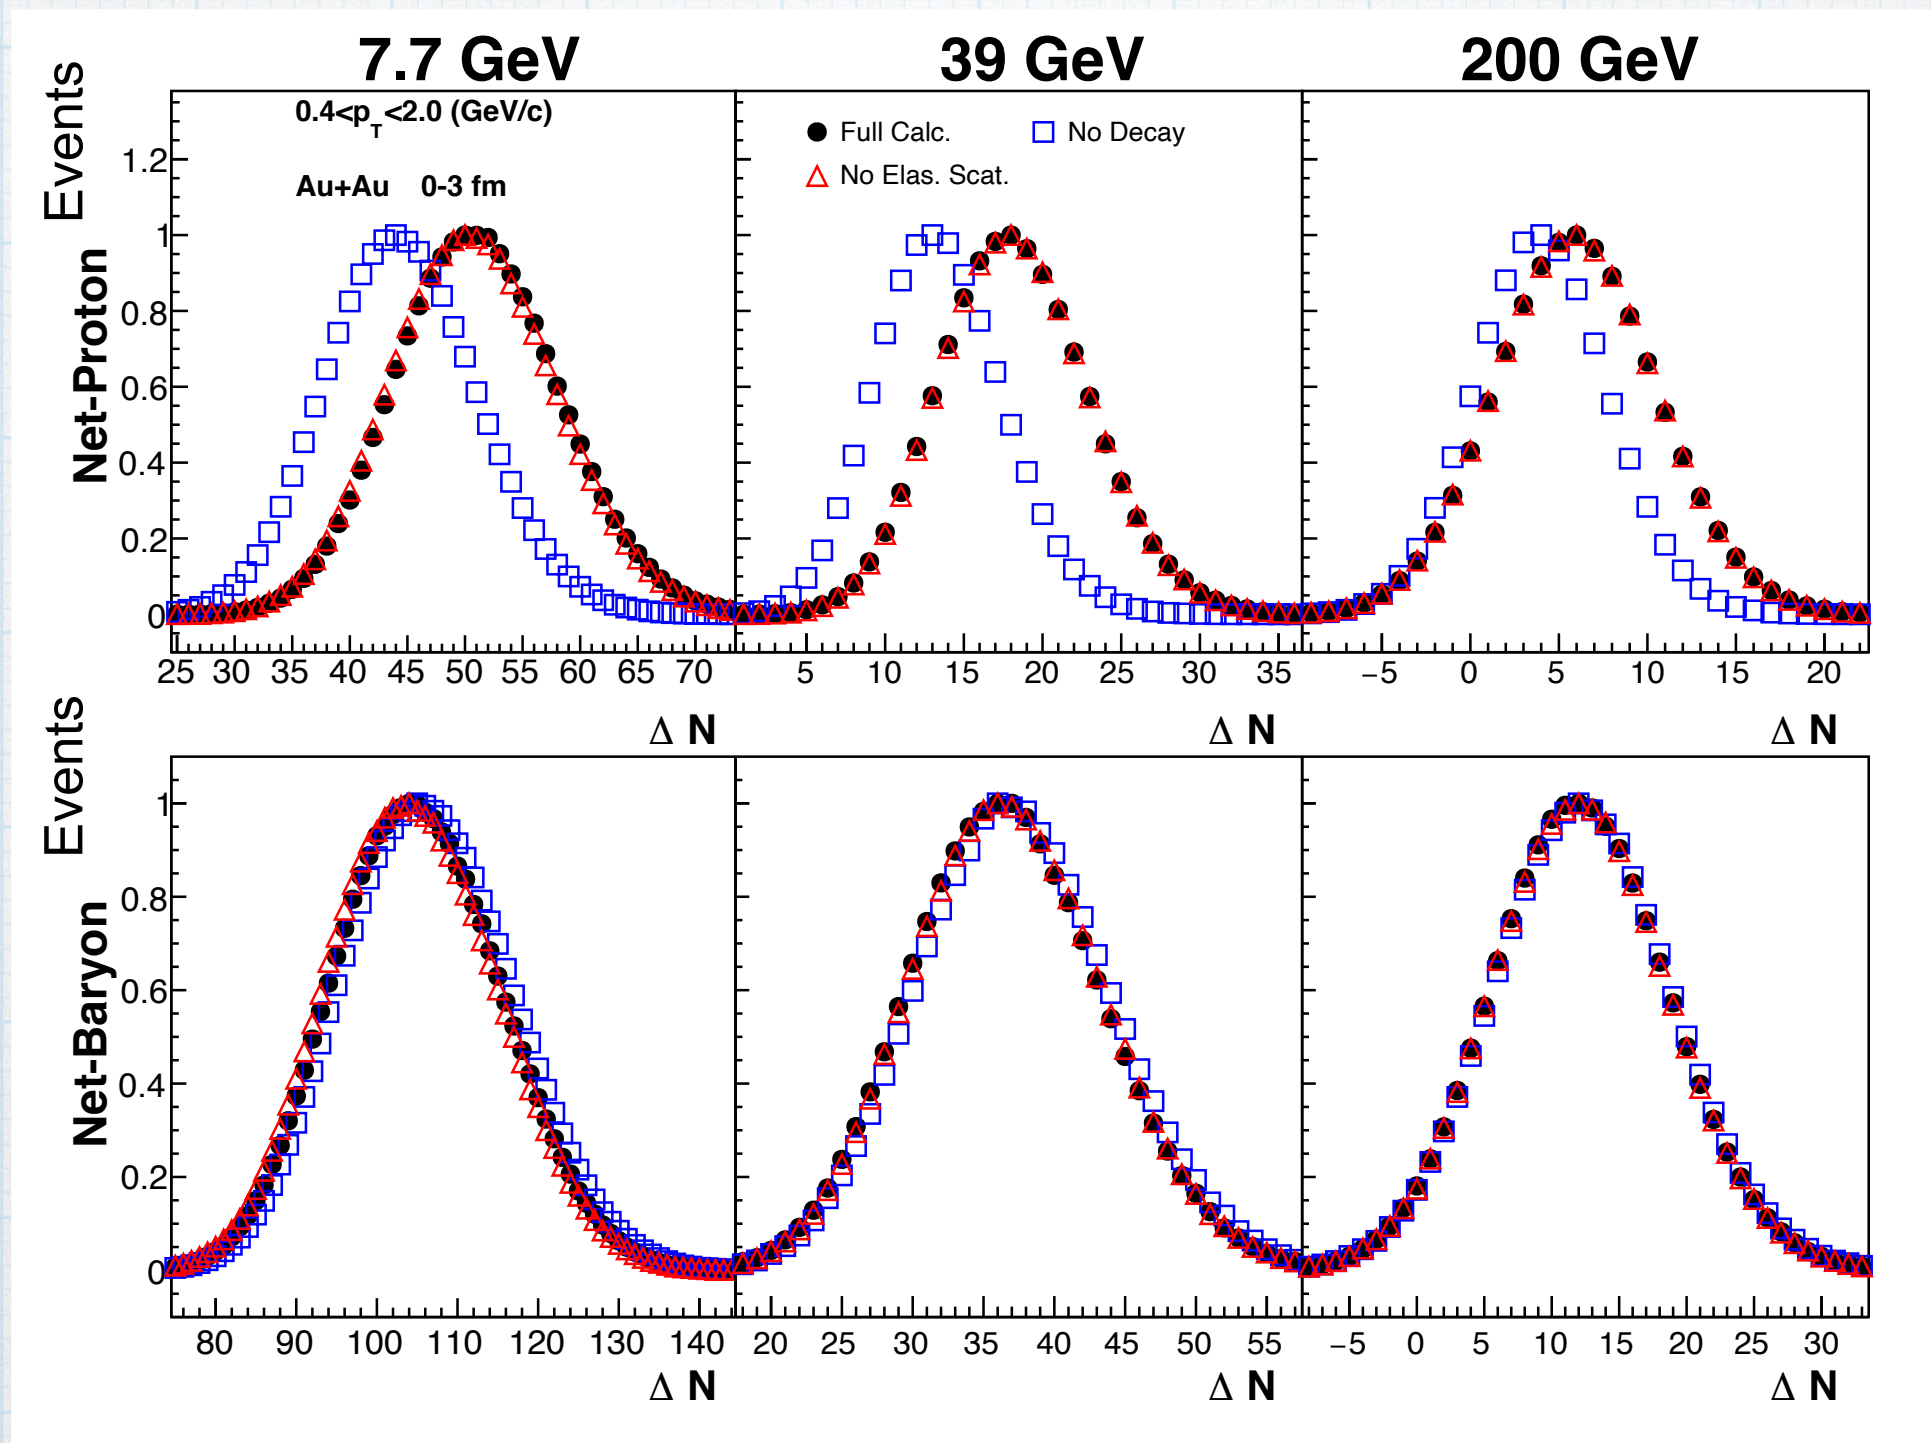 7.7 GeV 39 GeV 200 GeV
Events
0.4<pT<2.0 (GeV/c)
Au+Au 0-3 fm
Full Calc. No Decay
No Elas. Scat.
Net-Proton
1.2
1
0.8
0.6
0.4
0.2
0
25 30 35 40 45 50 55 60 65 70 5 10 15 20 25 30 35 −5 0 5 10 15 20
Δ N Δ N Δ N
Events
Net-Baryon
1
0.8
0.6
0.4
0.2
0
80 90 100 110 120 130 140 20 25 30 35 40 45 50 55 −5 0 5 10 15 20 25 30
Δ N Δ N Δ N